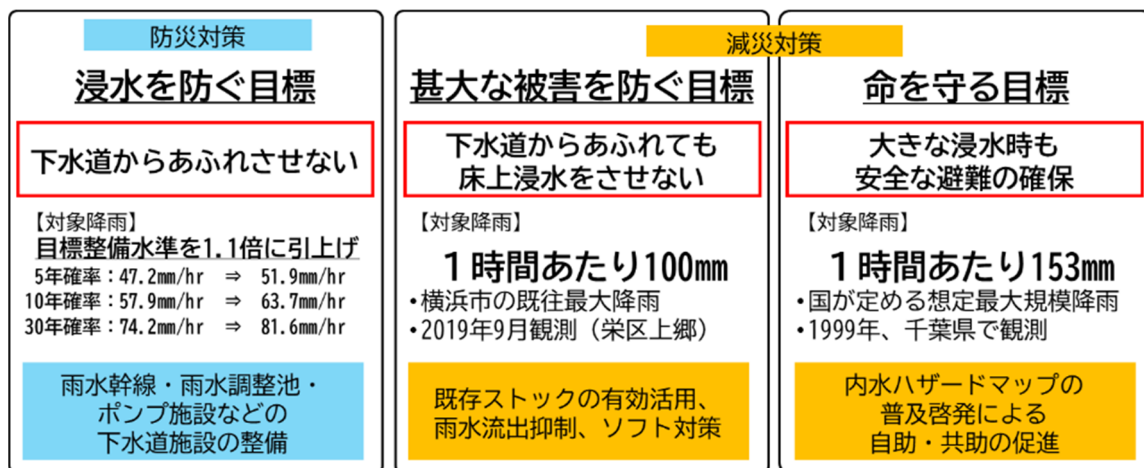 防災対策
浸水を防ぐ目標
下水道からあふれさせない
【対象降雨】
目標整備水準を1.1倍に引上げ
5年確率：47.2mm/hr ⇒ 51.9mm/hr
10年確率：57.9mm/hr ⇒ 63.7mm/hr
30年確率：74.2mm/hr ⇒ 81.6mm/hr
雨水幹線・雨水調整池・
ポンプ施設などの
下水道施設の整備
減災対策
甚大な被害を防ぐ目標
下水道からあふれても
床上浸水をさせない
【対象降雨】
１時間あたり100㎜
•横浜市の既往最大降雨
•2019年9月観測（栄区上郷）
既存ストックの有効活用、
雨水流出抑制、ソフト対策
命を守る目標
大きな浸水時も
安全な避難の確保
【対象降雨】
１時間あたり153㎜
•国が定める想定最大規模降雨
•1999年、千葉県で観測
内水ハザードマップの
普及啓発による
自助・共助の促進